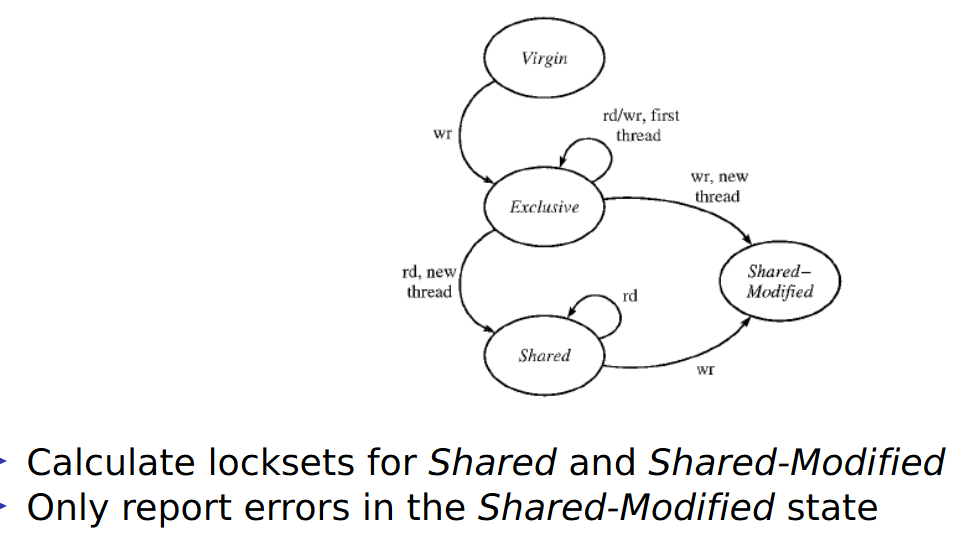 Virgin
rd/wr, first
thread
wr
wr, new
thread
Exclusive
rd, new
thread
Shared–
Modified
rd
Shared
wr
Calculate locksets for Shared and Shared-Modified
Only report errors in the Shared-Modified state